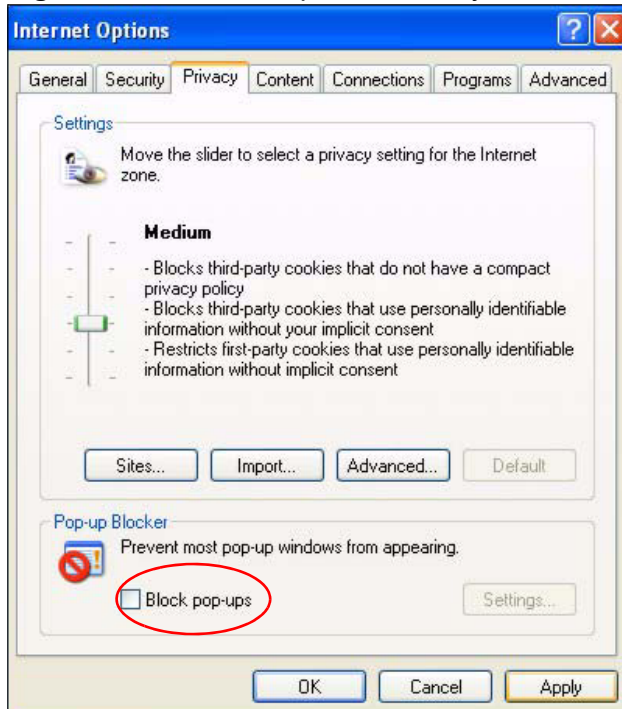 Internet Options
General Security Privacy Content Connections Programs Advanced
Settings
Move the slider to select a privacy setting for the Internet
zone.
Medium
- Blocks third-party cookies that do not have a compact
privacy policy
- Blocks third-party cookies that use personally identifiable
information without your implicit consent
- Restricts first-party cookies that use personally identifiable
information without implicit consent
Sites... Import... Advanced... Default
Pop-up Blocker
Prevent most pop-up windows from appearing.
Block pop-ups Settings...
OK Cancel Apply